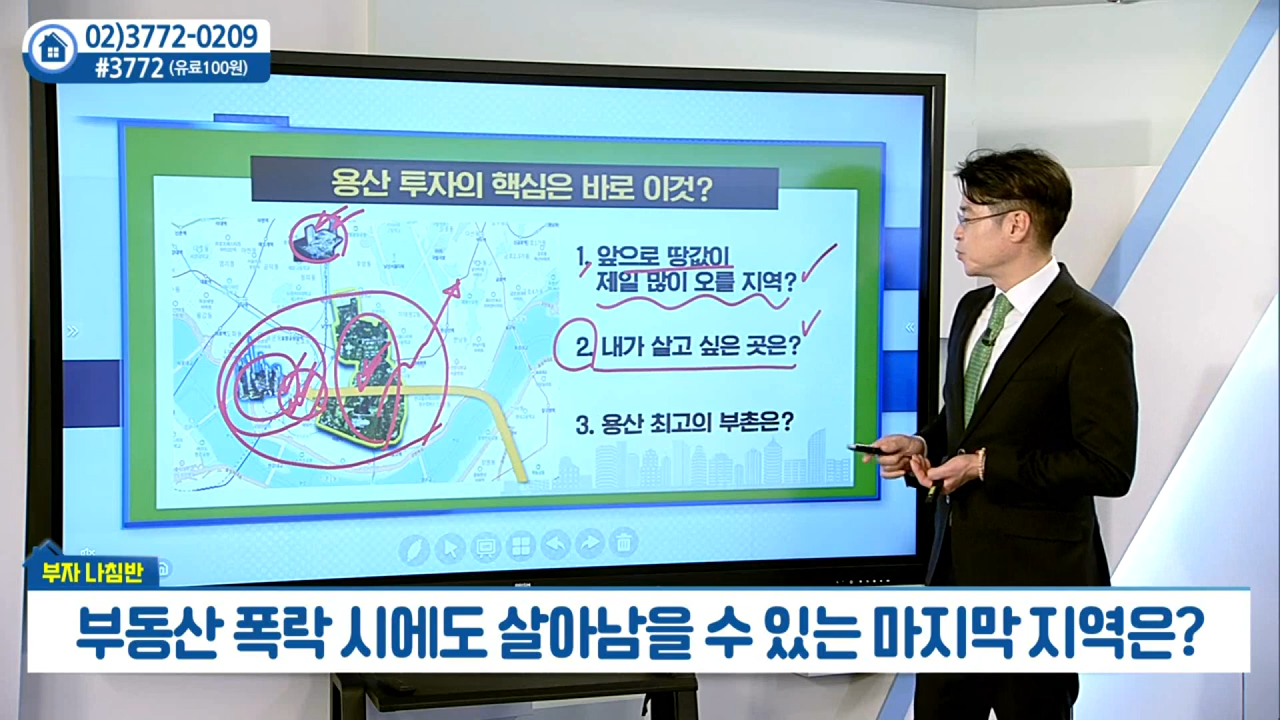 02)3772-0209
#3772 (유료100원)
용산 투자의 핵심은 바로 이것?
1. 앞으로 땅값이
제일 많이 오를 지역?
2. 내가 살고 싶은 곳은?
3. 용산 최고의 부촌은?
부자 나침반
부동산 폭락 시에도 살아남을 수 있는 마지막 지역은?